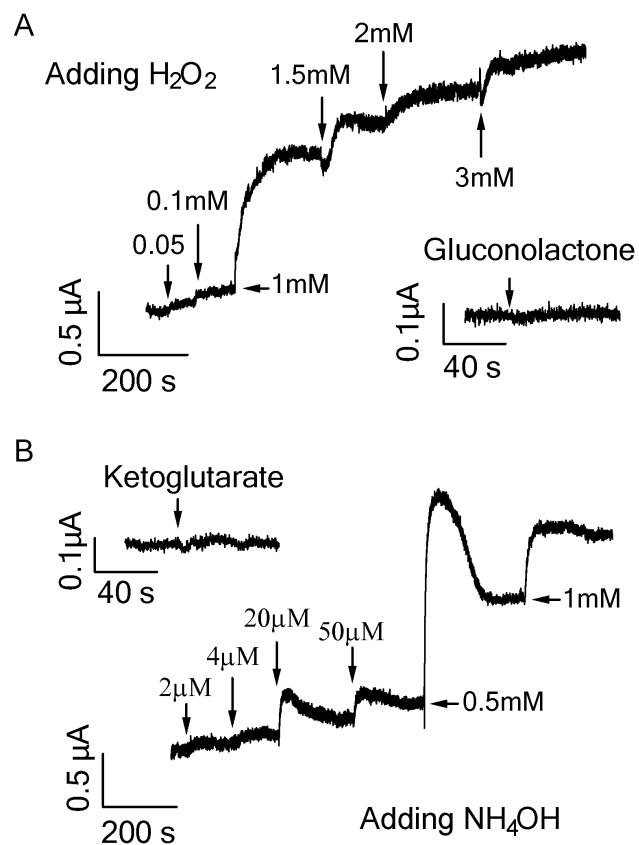 A
Adding H₂O₂
2mM
1.5mM
0.1mM
0.05
3mM
1mM
Gluconolactone
0.5 µA
200 s
0.1µA
40 s
B
Ketoglutarate
0.1µA
40 s
20µM
50µM
4µM
2µM
1mM
0.5mM
0.5 µA
200 s
Adding NH₄OH